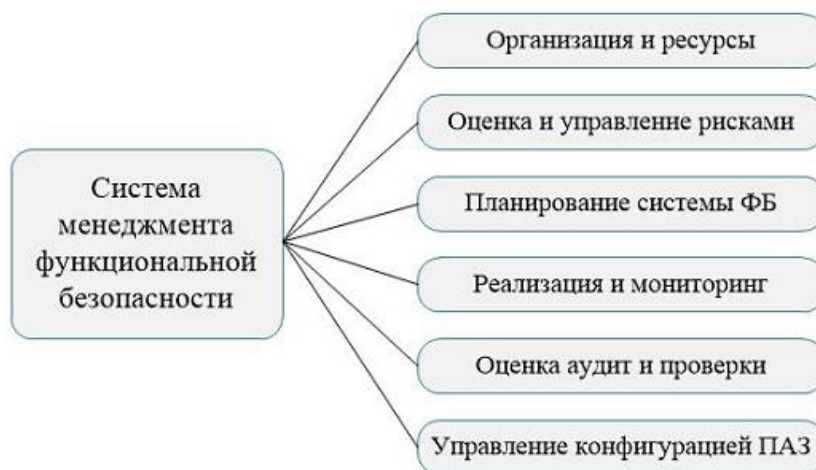 Система
менеджмента
функциональной
безопасности
Организация и ресурсы
Оценка и управление рисками
Планирование системы ФБ
Реализация и мониторинг
Оценка аудит и проверки
Управление конфигурацией ПАЗ